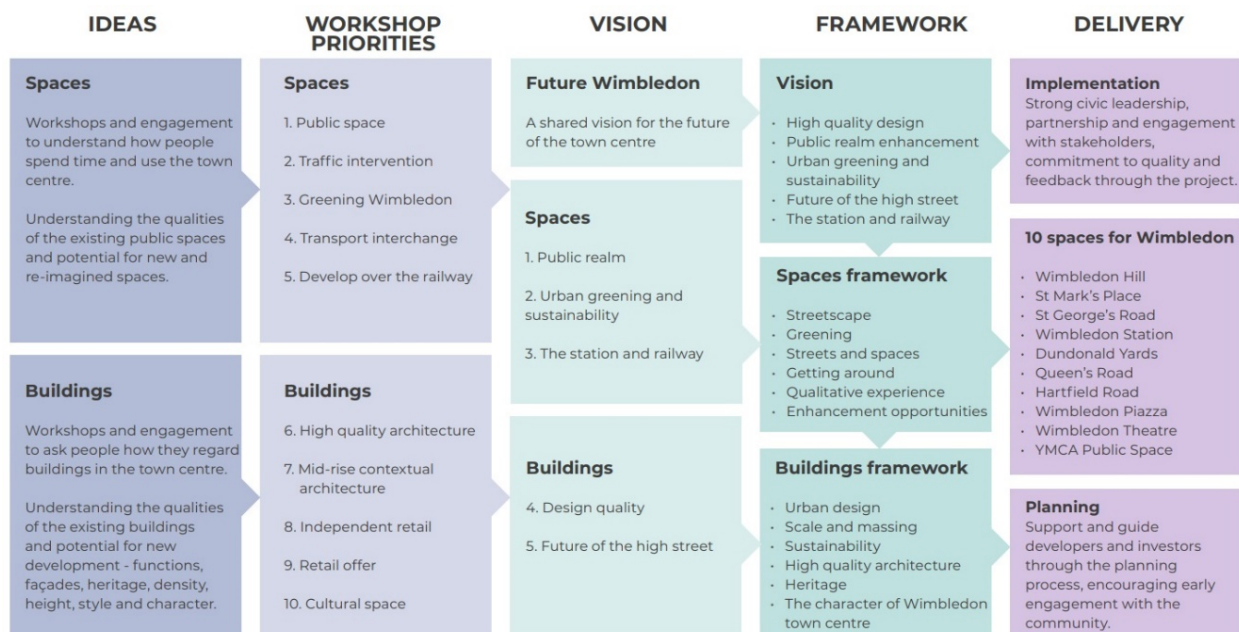 IDEAS
WORKSHOP
PRIORITIES
VISION
FRAMEWORK
DELIVERY
Spaces
Workshops and engagement
to understand how people
spend time and use the town
centre.
Understanding the qualities
of the existing public spaces
and potential for new and
re-imagined spaces.
Buildings
Workshops and engagement
to ask people how they regard
buildings in the town centre.
Understanding the qualities
of the existing buildings
and potential for new
development - functions,
façades, heritage, density,
height, style and character.
Spaces
1. Public space
2. Traffic intervention
3. Greening Wimbledon
4. Transport interchange
5. Develop over the railway
Buildings
6. High quality architecture
7. Mid-rise contextual
architecture
8. Independent retail
9. Retail offer
10. Cultural space
Future Wimbledon
A shared vision for the future
of the town centre
Spaces
1. Public realm
2. Urban greening and
sustainability
3. The station and railway
Buildings
4. Design quality
5. Future of the high street
Vision
• High quality design
• Public realm enhancement
• Urban greening and
sustainability
• Future of the high street
• The station and railway
Spaces framework
• Streetscape
• Greening
• Streets and spaces
• Getting around
• Qualitative experience
• Enhancement opportunities
Buildings framework
• Urban design
• Scale and massing
• Sustainability
• High quality architecture
• Heritage
• The character of Wimbledon
town centre
Implementation
Strong civic leadership,
partnership and engagement
with stakeholders,
commitment to quality and
feedback through the project.
10 spaces for Wimbledon
• Wimbledon Hill
• St Mark's Place
• St George's Road
• Wimbledon Station
• Dundonald Yards
• Queen's Road
• Hartfield Road
• Wimbledon Piazza
• Wimbledon Theatre
• YMCA Public Space
Planning
Support and guide
developers and investors
through the planning
process, encouraging early
engagement with the
community.